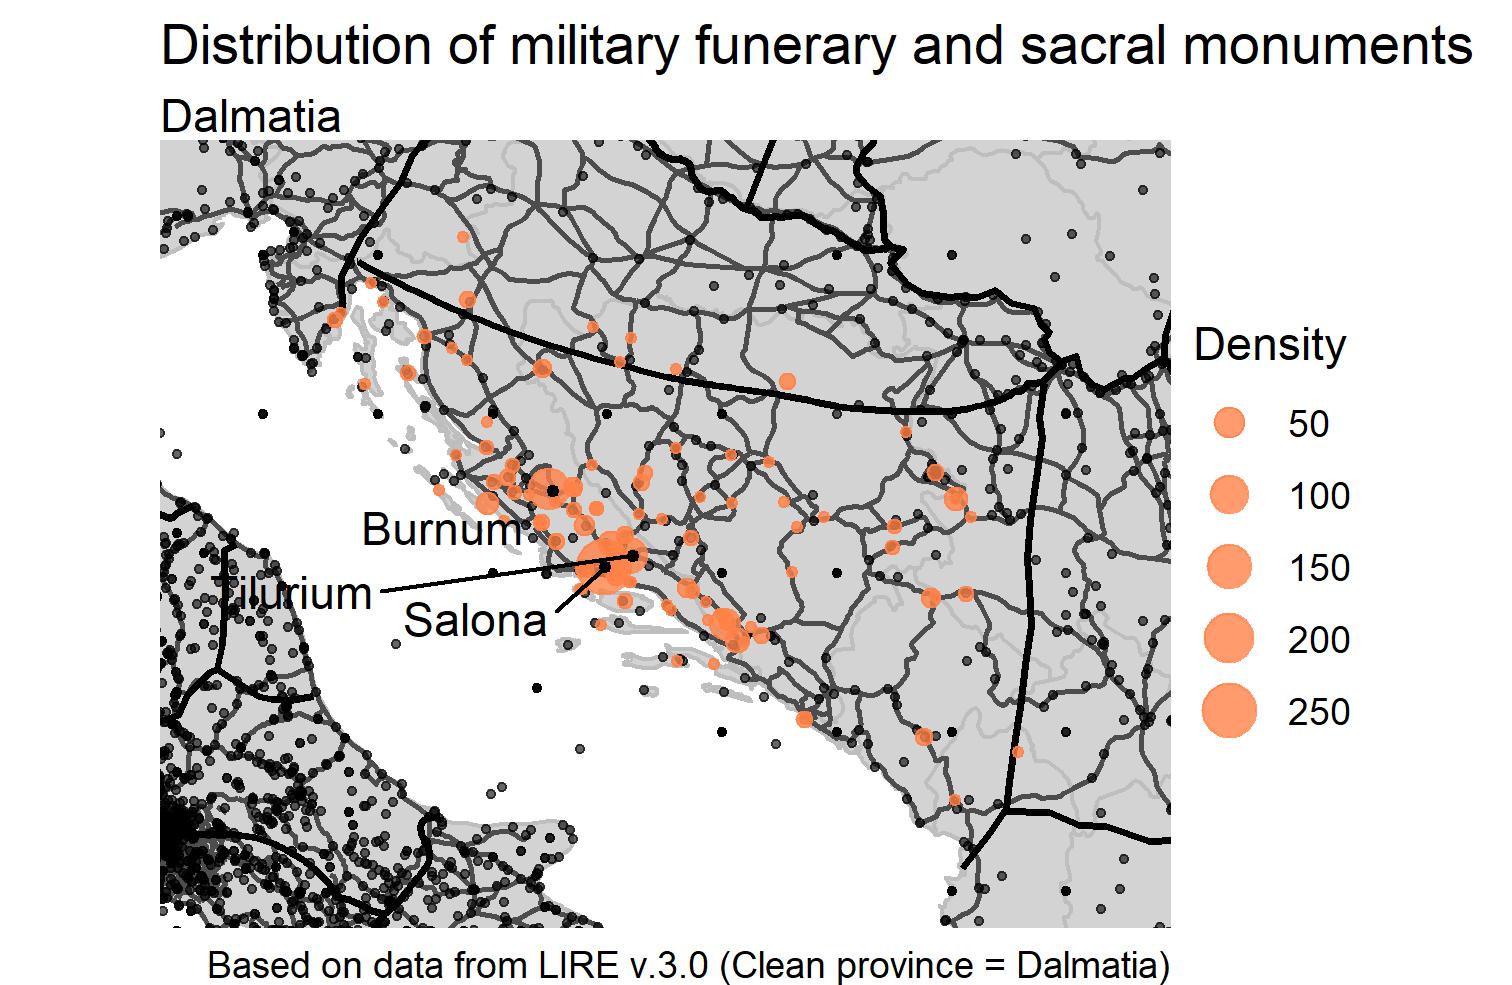 Distribution of military funerary and sacral monuments
Dalmatia
Burnum
Tilurium
Salona
Density
50
100
150
200
250
Based on data from LIRE v.3.0 (Clean province = Dalmatia)